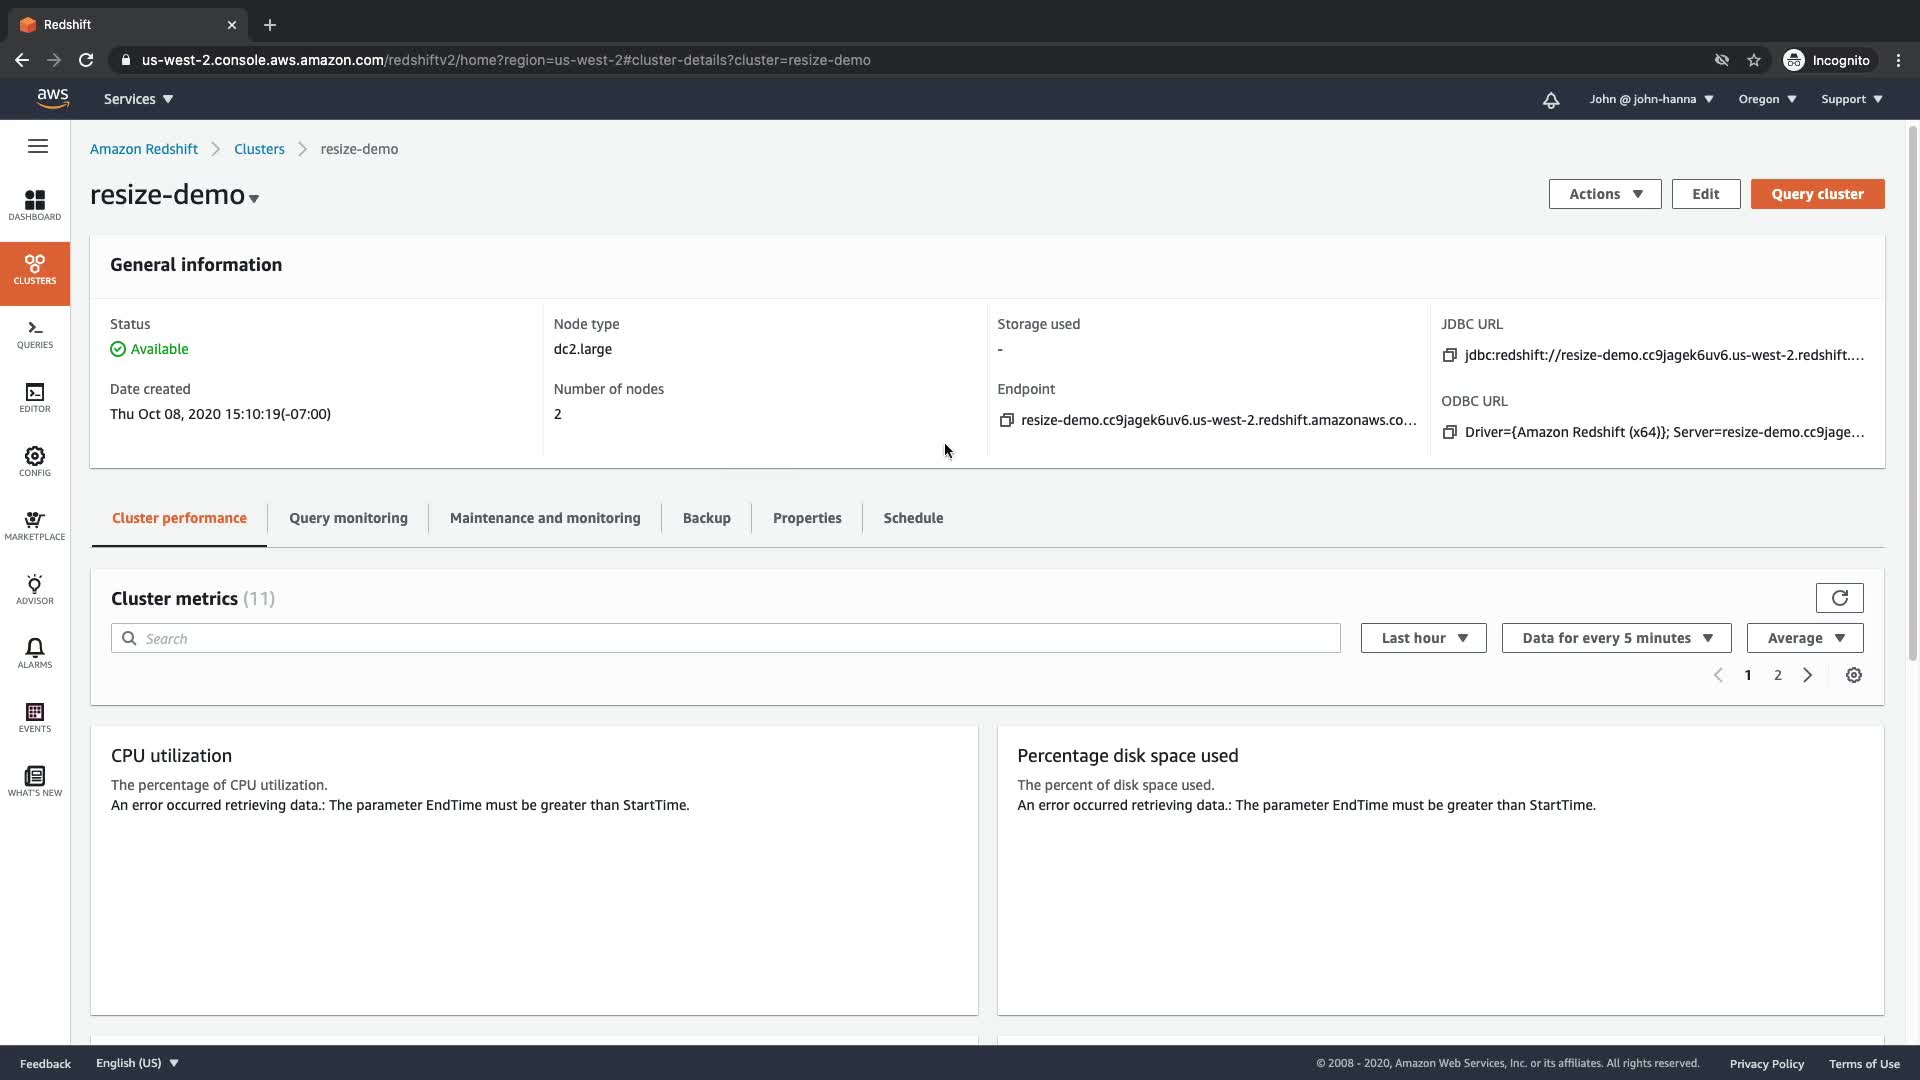 Redshift
us-west-2.console.aws.amazon.com/redshiftv2/home?region=us-west-2#cluster-details?cluster=resize-demo
Incognito
aws
Services
John @ john-hanna
Oregon
Support
Amazon Redshift
Clusters
resize-demo
resize-demo
Actions
Edit
Query cluster
DASHBOARD
CLUSTERS
QUERIES
EDITOR
CONFIG
MARKETPLACE
ADVISOR
ALARMS
EVENTS
WHAT'S NEW
General information
Status
Available
Date created
Thu Oct 08, 2020 15:10:19(-07:00)
Node type
dc2.large
Number of nodes
2
Storage used
-
Endpoint
resize-demo.cc9jagek6uv6.us-west-2.redshift.amazonaws.co...
JDBC URL
jdbc:redshift://resize-demo.cc9jagek6uv6.us-west-2.redshift....
ODBC URL
Driver={Amazon Redshift (x64)}; Server=resize-demo.cc9jage...
Cluster performance
Query monitoring
Maintenance and monitoring
Backup
Properties
Schedule
Cluster metrics (11)
Search
Last hour
Data for every 5 minutes
Average
1
2
CPU utilization
The percentage of CPU utilization.
An error occurred retrieving data.: The parameter EndTime must be greater than StartTime.
Percentage disk space used
The percent of disk space used.
An error occurred retrieving data.: The parameter EndTime must be greater than StartTime.
Feedback
English (US)
© 2008 - 2020, Amazon Web Services, Inc. or its affiliates. All rights reserved.
Privacy Policy
Terms of Use